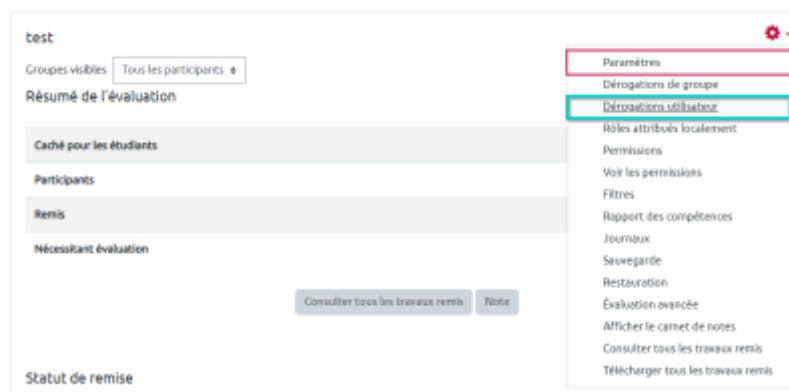 test
Groupes visibles Tous les participants
Résumé de l'évaluation
Caché pour les étudiants
Participants
Remis
Nécessitant évaluation
Consulter tous les travaux remis Note
Statut de remise
Paramètres
Dérogations de groupe
Dérogations utilisateur
Rôles attribués localement
Permissions
Voir les permissions
Filtres
Rapport des compétences
Journaux
Sauvegarde
Restauration
Évaluation avancée
Afficher le carnet de notes
Consulter tous les travaux remis
Télécharger tous les travaux remis